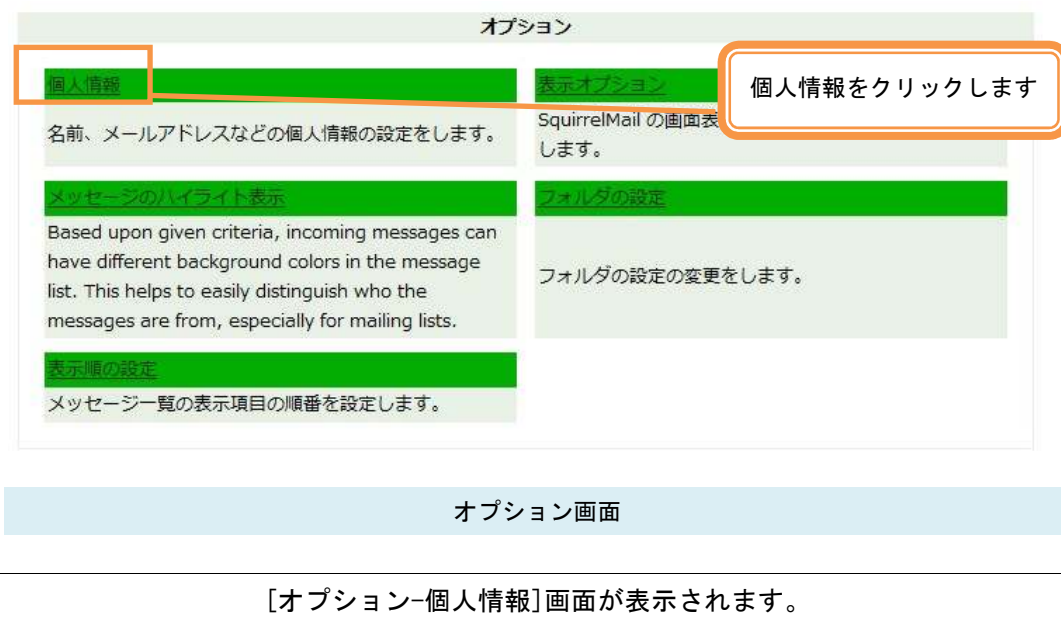 オプション
個人情報
名前、メールアドレスなどの個人情報の設定をします。
表示オプション
SquirrelMail の画面表
します。
個人情報をクリックします
メッセージのハイライト表示
Based upon given criteria, incoming messages can
have different background colors in the message
list. This helps to easily distinguish who the
messages are from, especially for mailing lists.
フォルダの設定
フォルダの設定の変更をします。
表示順の設定
メッセージ一覧の表示項目の順番を設定します。
オプション画面
[オプション-個人情報]画面が表示されます。